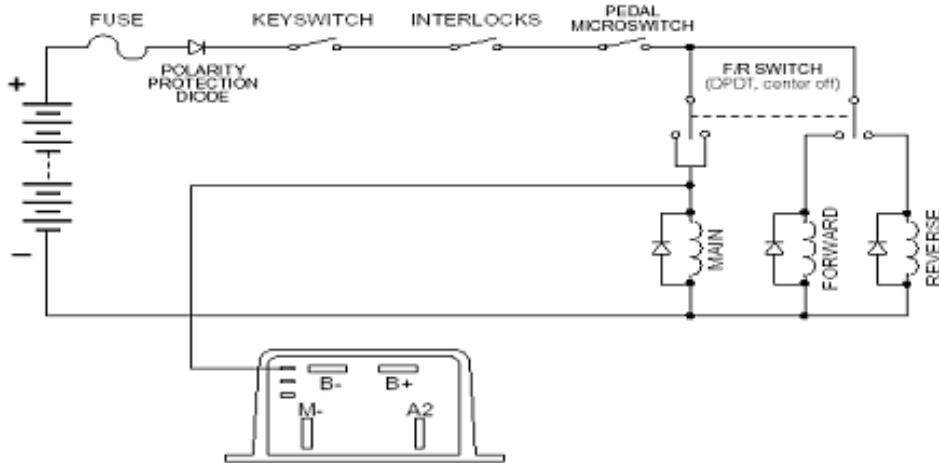 FUSE
KEYSWITCH
INTERLOCKS
PEDAL
MICROSWITCH
POLARITY
PROTECTION
DIODE
F/R SWITCH
(DPDT, center off)
+
–
MAIN
FORWARD
REVERSE
B-
B+
M-
A2